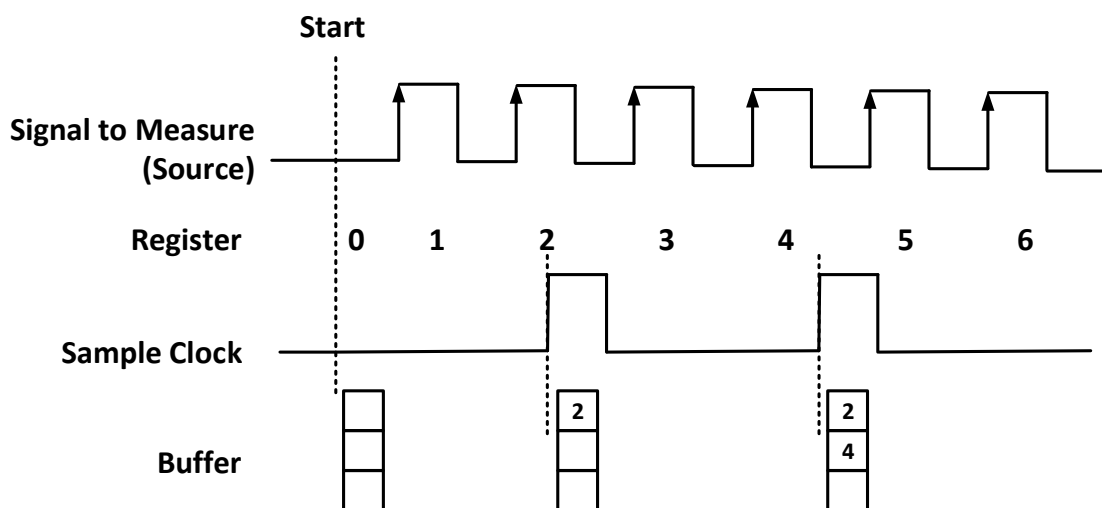 Start
Signal to Measure
(Source)
Register 0 1 2 3 4 5 6
Sample Clock
Buffer
2
2
4